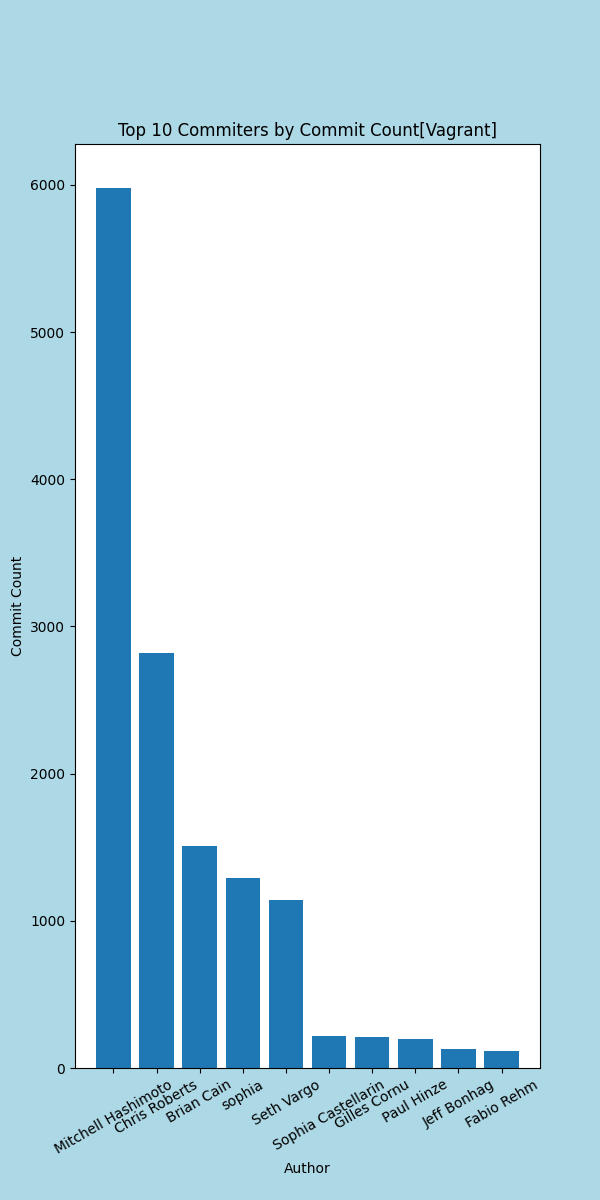 Top 10 Commiters by Commit Count[Vagrant]
Commit Count
6000
5000
4000
3000
2000
1000
0
Mitchell Hashimoto
Chris Roberts
Brian Cain
sophia
Seth Vargo
Sophia Castellarin
Gilles Cornu
Paul Hinze
Jeff Bonhag
Fabio Rehm
Author